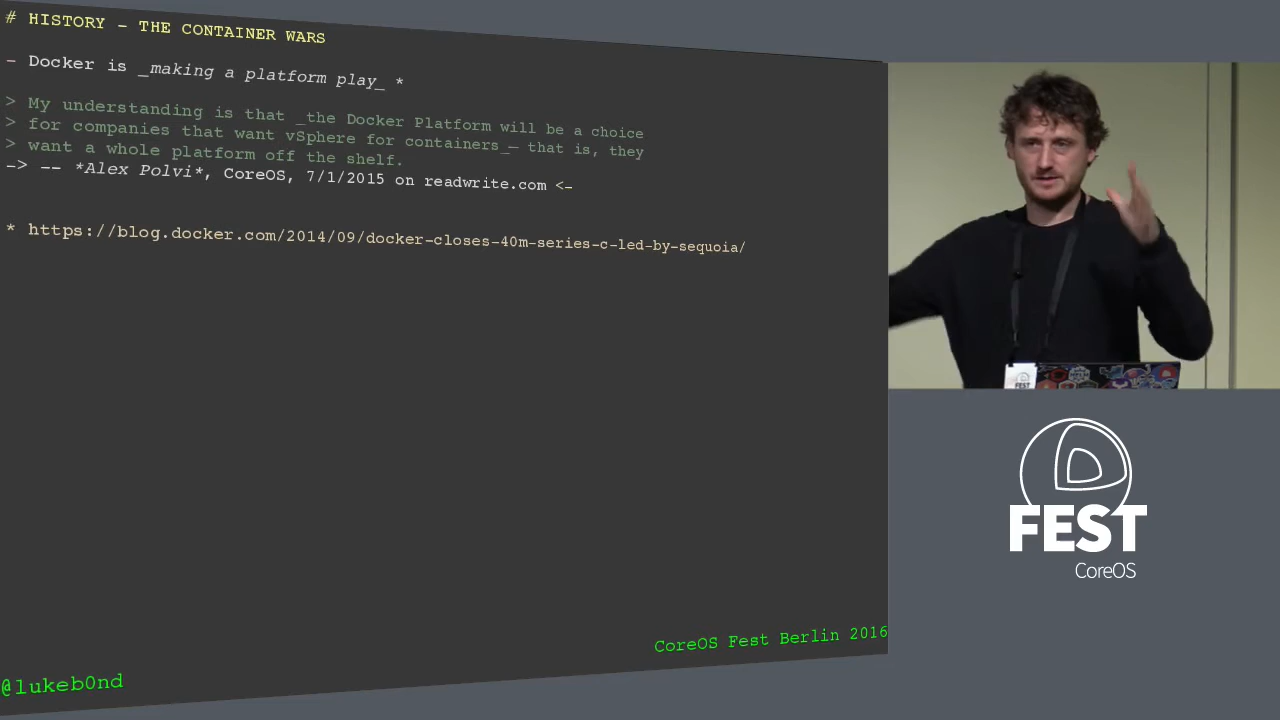 # HISTORY - THE CONTAINER WARS
- Docker is _making a platform play_ *
> My understanding is that _the Docker Platform will be a choice
> for companies that want vSphere for containers_— that is, they
> want a whole platform off the shelf.
-> -- *Alex Polvi*, CoreOS, 7/1/2015 on readwrite.com <-
* https://blog.docker.com/2014/09/docker-closes-40m-series-c-led-by-sequoia/
CoreOS Fest Berlin 2016
@lukeb0nd
FEST
FEST
CoreOS